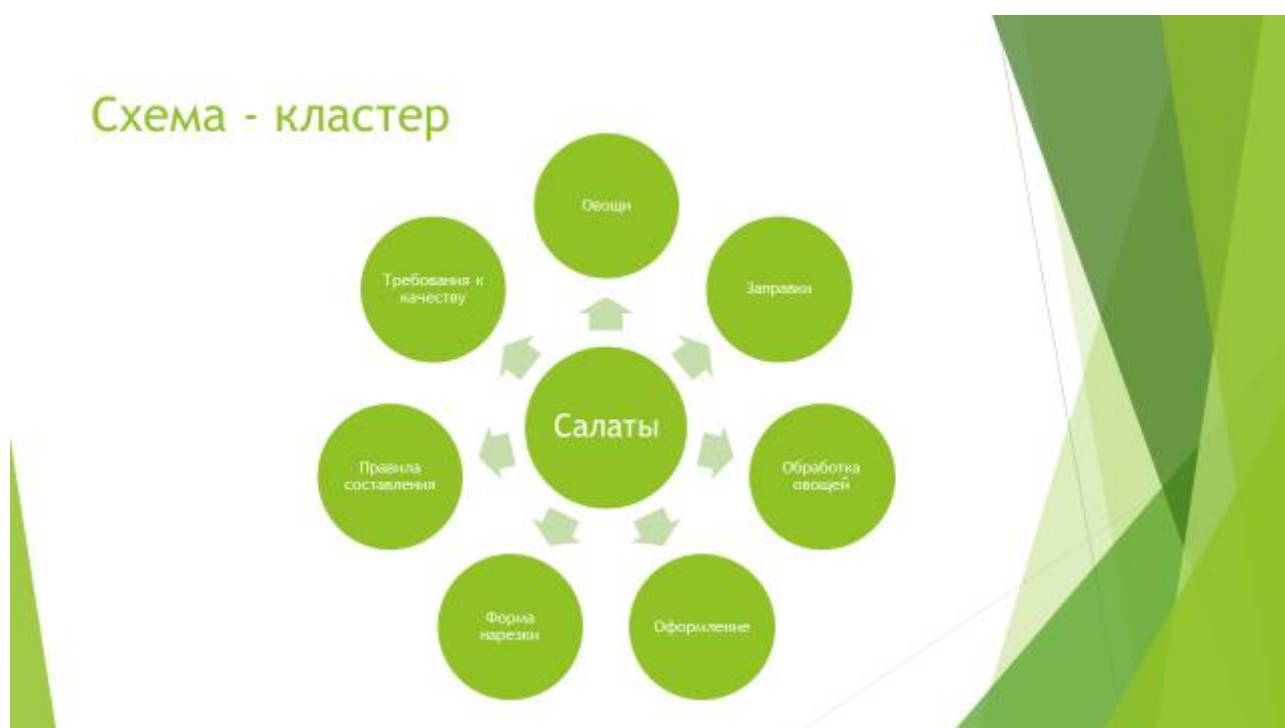 Схема - кластер
Овощи
Заправки
Обработка
овощей
Оформление
Форма
нарезки
Правила
составления
Требования к
качеству
Салаты